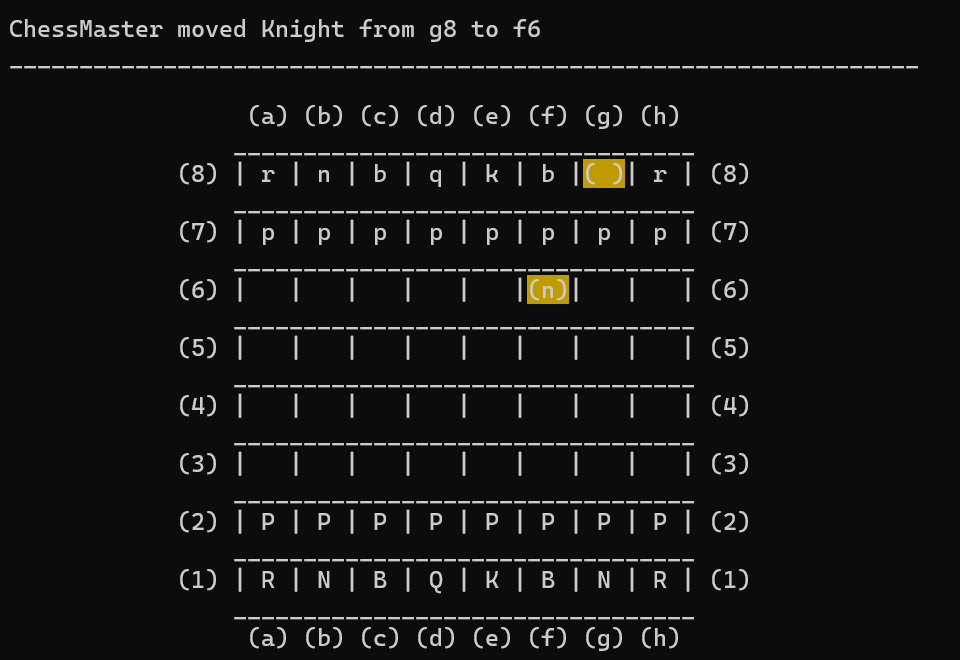 ChessMaster moved Knight from g8 to f6
-----------------------------------------------------------------
(a) (b) (c) (d) (e) (f) (g) (h)
(8) | r | n | b | q | k | b |( )| r | (8)
(7) | p | p | p | p | p | p | p | p | (7)
(6) |   |   |   |   |   |(n)|   |   | (6)
(5) |   |   |   |   |   |   |   |   | (5)
(4) |   |   |   |   |   |   |   |   | (4)
(3) |   |   |   |   |   |   |   |   | (3)
(2) | P | P | P | P | P | P | P | P | (2)
(1) | R | N | B | Q | K | B | N | R | (1)
(a) (b) (c) (d) (e) (f) (g) (h)